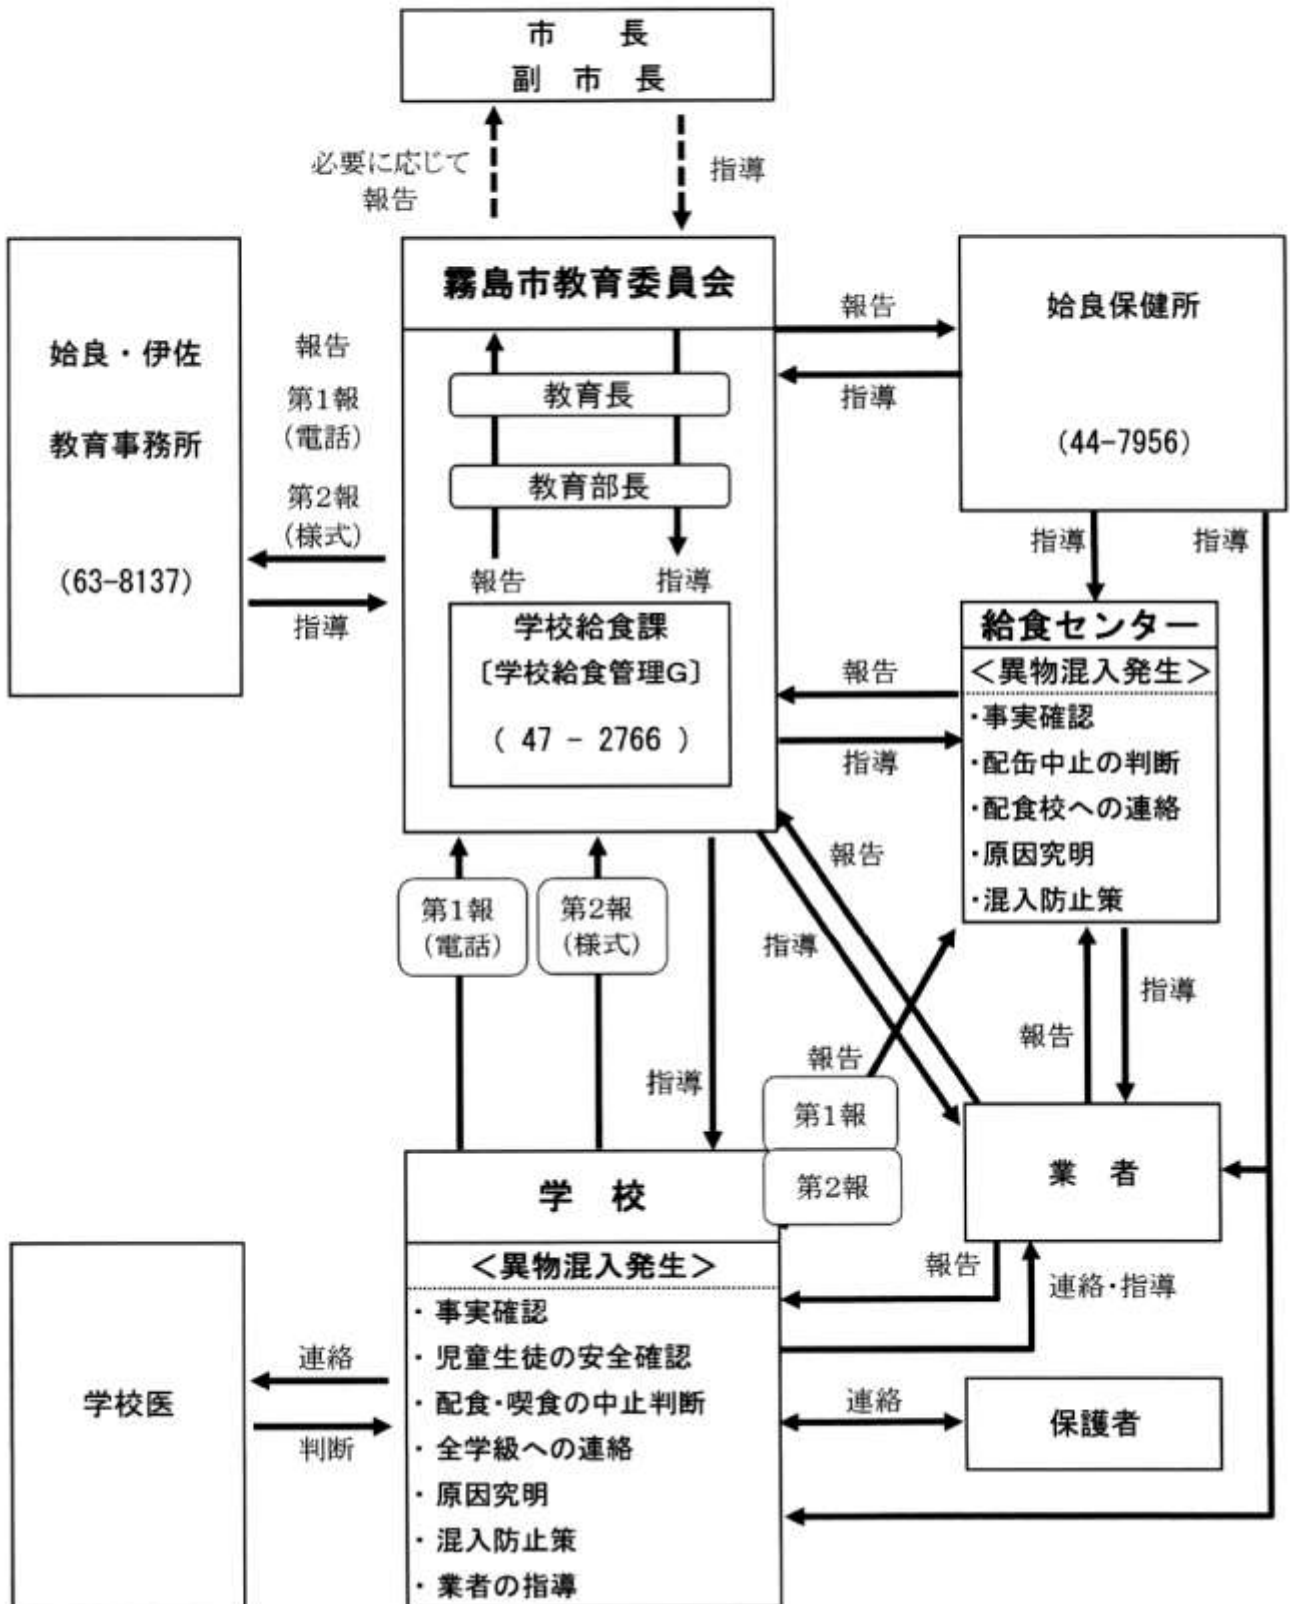 市　長
副 市 長
必要に応じて
報告
指導
霧島市教育委員会
教育長
教育部長
報告
指導
学校給食課
〔学校給食管理G〕
( 47 - 2766 )
始良・伊佐
教育事務所
(63-8137)
報告
第1報
(電話)
第2報
(様式)
指導
報告
指導
姶良保健所
(44-7956)
指導
指導
給食センター
＜異物混入発生＞
・事実確認
・配缶中止の判断
・配食校への連絡
・原因究明
・混入防止策
報告
指導
報告
指導
第1報
(電話)
第2報
(様式)
指導
報告
第1報
第2報
報告
指導
業 者
報告
連絡・指導
学 校
＜異物混入発生＞
・ 事実確認
・ 児童生徒の安全確認
・ 配食・喫食の中止判断
・ 全学級への連絡
・ 原因究明
・ 混入防止策
・ 業者の指導
学校医
連絡
判断
連絡
保護者